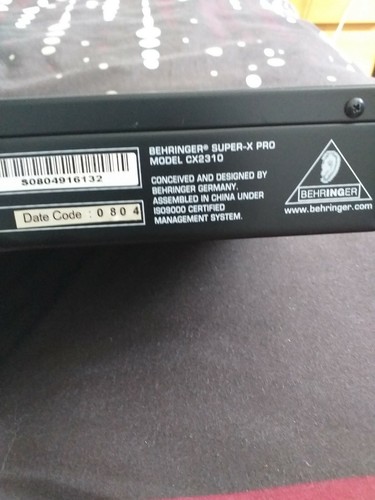 BEHRINGER® SUPER-X PRO
MODEL CX2310
CONCEIVED AND DESIGNED BY
BEHRINGER GERMANY.
ASSEMBLED IN CHINA UNDER
ISO9000 CERTIFIED
MANAGEMENT SYSTEM.
S0804916132
Date Code : 0 8 0 4
BEHRINGER
www.behringer.com